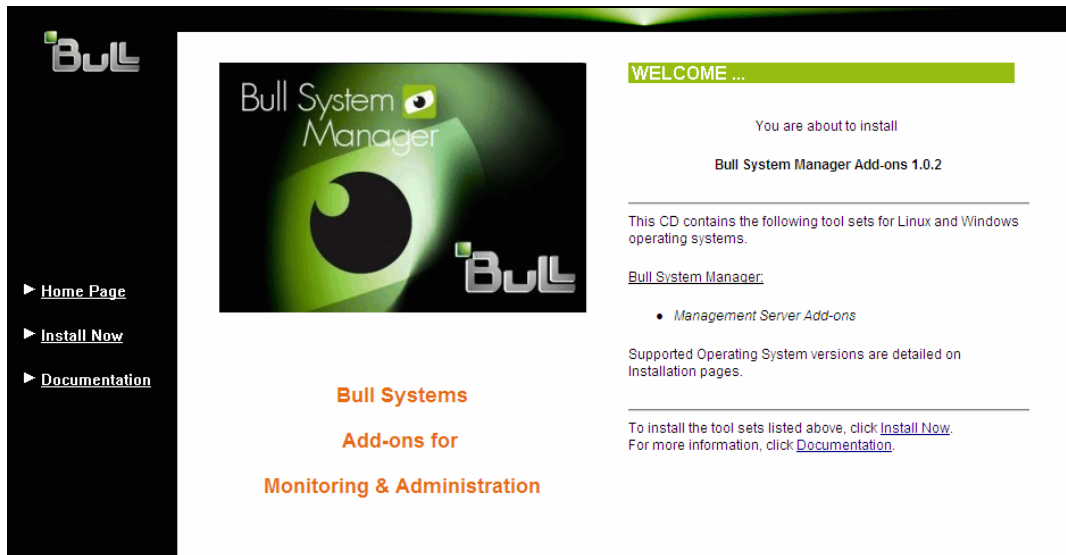 Bull
Home Page
Install Now
Documentation
Bull System
Manager
Bull
Bull Systems
Add-ons for
Monitoring & Administration
WELCOME ...
You are about to install
Bull System Manager Add-ons 1.0.2
This CD contains the following tool sets for Linux and Windows
operating systems.
Bull System Manager:
• Management Server Add-ons
Supported Operating System versions are detailed on
Installation pages.
To install the tool sets listed above, click Install Now.
For more information, click Documentation.